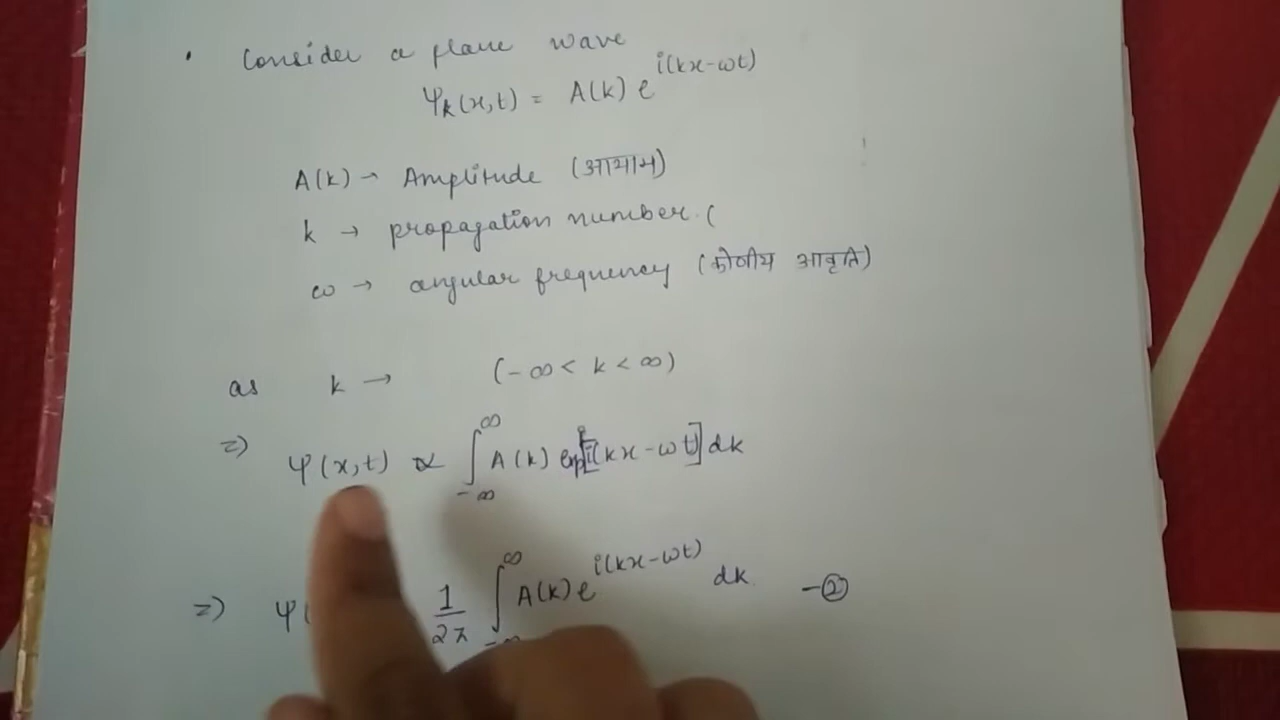 • Consider a plane wave
Ψk(x,t) = A(k) e^i(kx-ωt)
A(k) → Amplitude (आयाम)
k → propagation number. (
ω → angular frequency (कोणीय आवृति)
as k → (-∞ < k < ∞)
=) Ψ(x,t) ∝ ∫_-∞^∞ A(k) exp[i(kx-ωt)] dk
=) Ψ( 1/2π ∫_-∞^∞ A(k) e^i(kx-ωt) dk -②